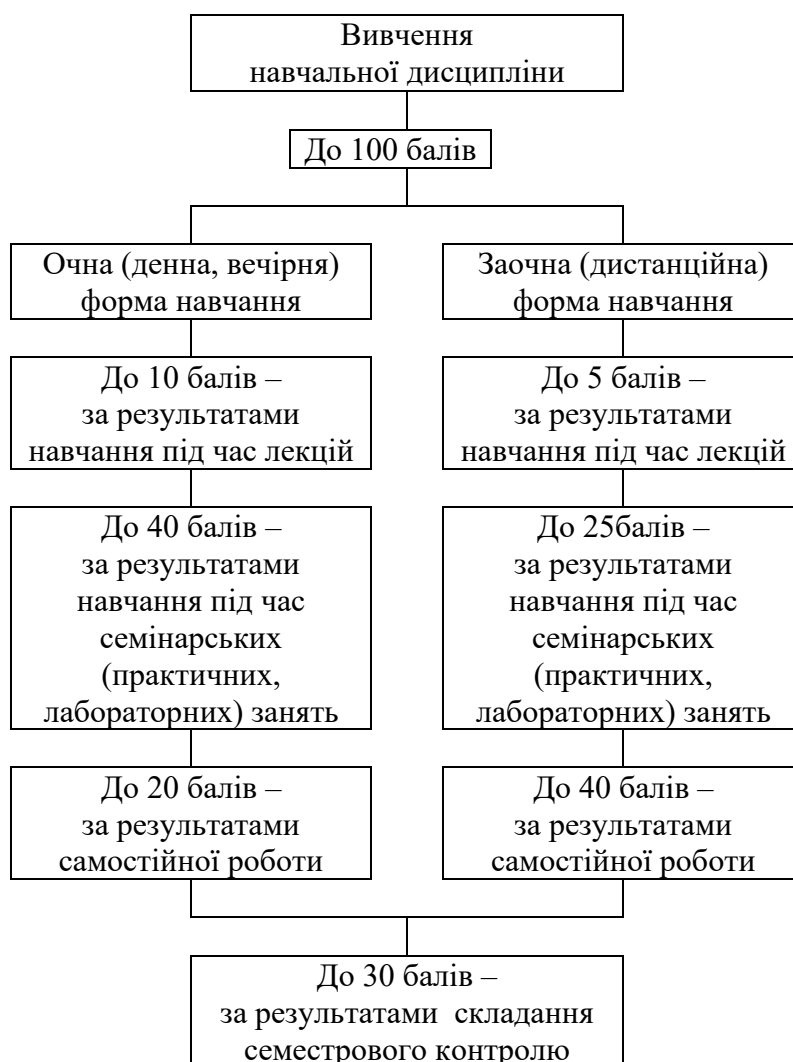 Вивчення
навчальної дисципліни
До 100 балів
Очна (денна, вечірня)
форма навчання
До 10 балів –
за результатами
навчання під час лекцій
До 40 балів –
за результатами
навчання під час
семінарських
(практичних,
лабораторних) занять
До 20 балів –
за результатами
самостійної роботи
Заочна (дистанційна)
форма навчання
До 5 балів –
за результатами
навчання під час лекцій
До 25балів –
за результатами
навчання під час
семінарських
(практичних,
лабораторних) занять
До 40 балів –
за результатами
самостійної роботи
До 30 балів –
за результатами  складання
семестрового контролю